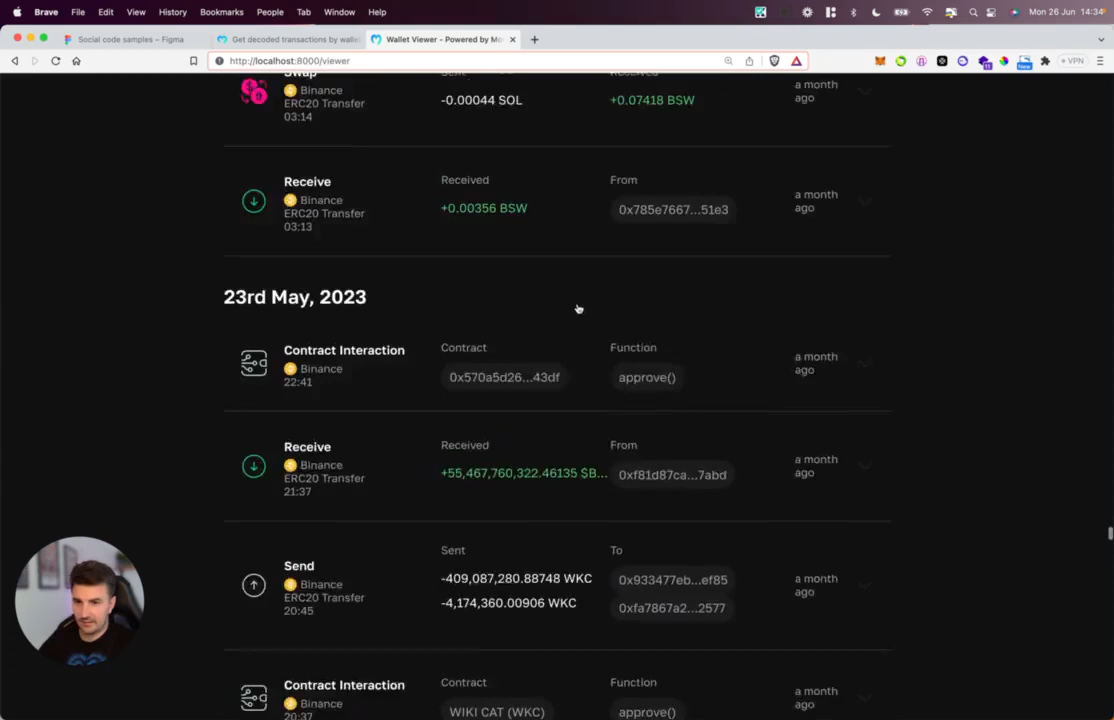 Brave File Edit View History Bookmarks People Tab Window Help Mon 26 Jun 14:34
Social code samples – Figma Get decoded transactions by walle Wallet Viewer - Powered by Mo
http://localhost:8000/viewer VPN
New
Swap
Binance
ERC20 Transfer
03:14
-0.00044 SOL
Received
+0.07418 BSW
a month
ago
Receive
Binance
ERC20 Transfer
03:13
Received
+0.00356 BSW
From
0x785e7667...51e3
a month
ago
23rd May, 2023
Contract Interaction
Binance
22:41
Contract
0x570a5d26...43df
Function
approve()
a month
ago
Receive
Binance
ERC20 Transfer
21:37
Received
+55,467,760,322.46135 $B...
From
0xf81d87ca...7abd
a month
ago
Send
Binance
ERC20 Transfer
20:45
Sent
-409,087,280.88748 WKC
-4,174,360.00906 WKC
To
0x933477eb...ef85
0xfa7867a2...2577
a month
ago
Contract Interaction
Binance
20:37
Contract
WIKI CAT (WKC)
Function
approve()
a month
ago